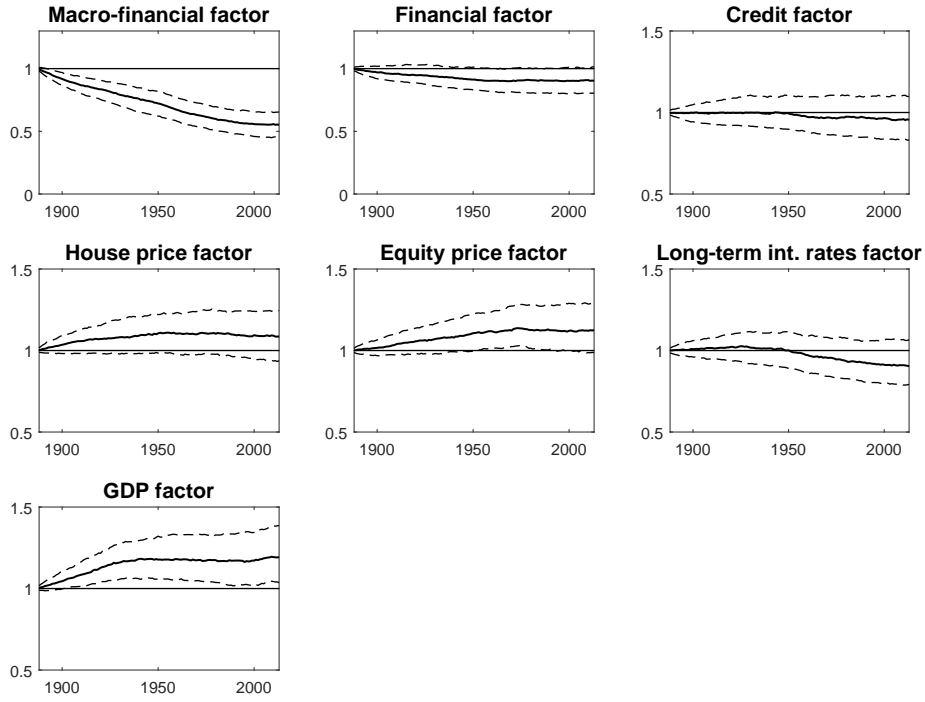 Macro-financial factor
1
0.5
0
1900 1950 2000
Financial factor
1
0.5
0
1900 1950 2000
Credit factor
1.5
1
0.5
1900 1950 2000
House price factor
1.5
1
0.5
1900 1950 2000
Equity price factor
1.5
1
0.5
1900 1950 2000
Long-term int. rates factor
1.5
1
0.5
1900 1950 2000
GDP factor
1.5
1
0.5
1900 1950 2000